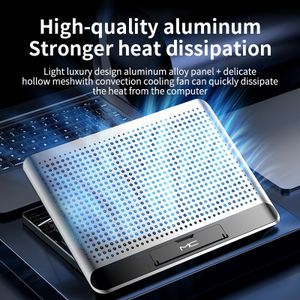 High-quality aluminum
Stronger heat dissipation
Light luxury design aluminum alloy panel + delicate
hollow meshwith convection cooling fan can quickly dissipate
the heat from the computer
MC